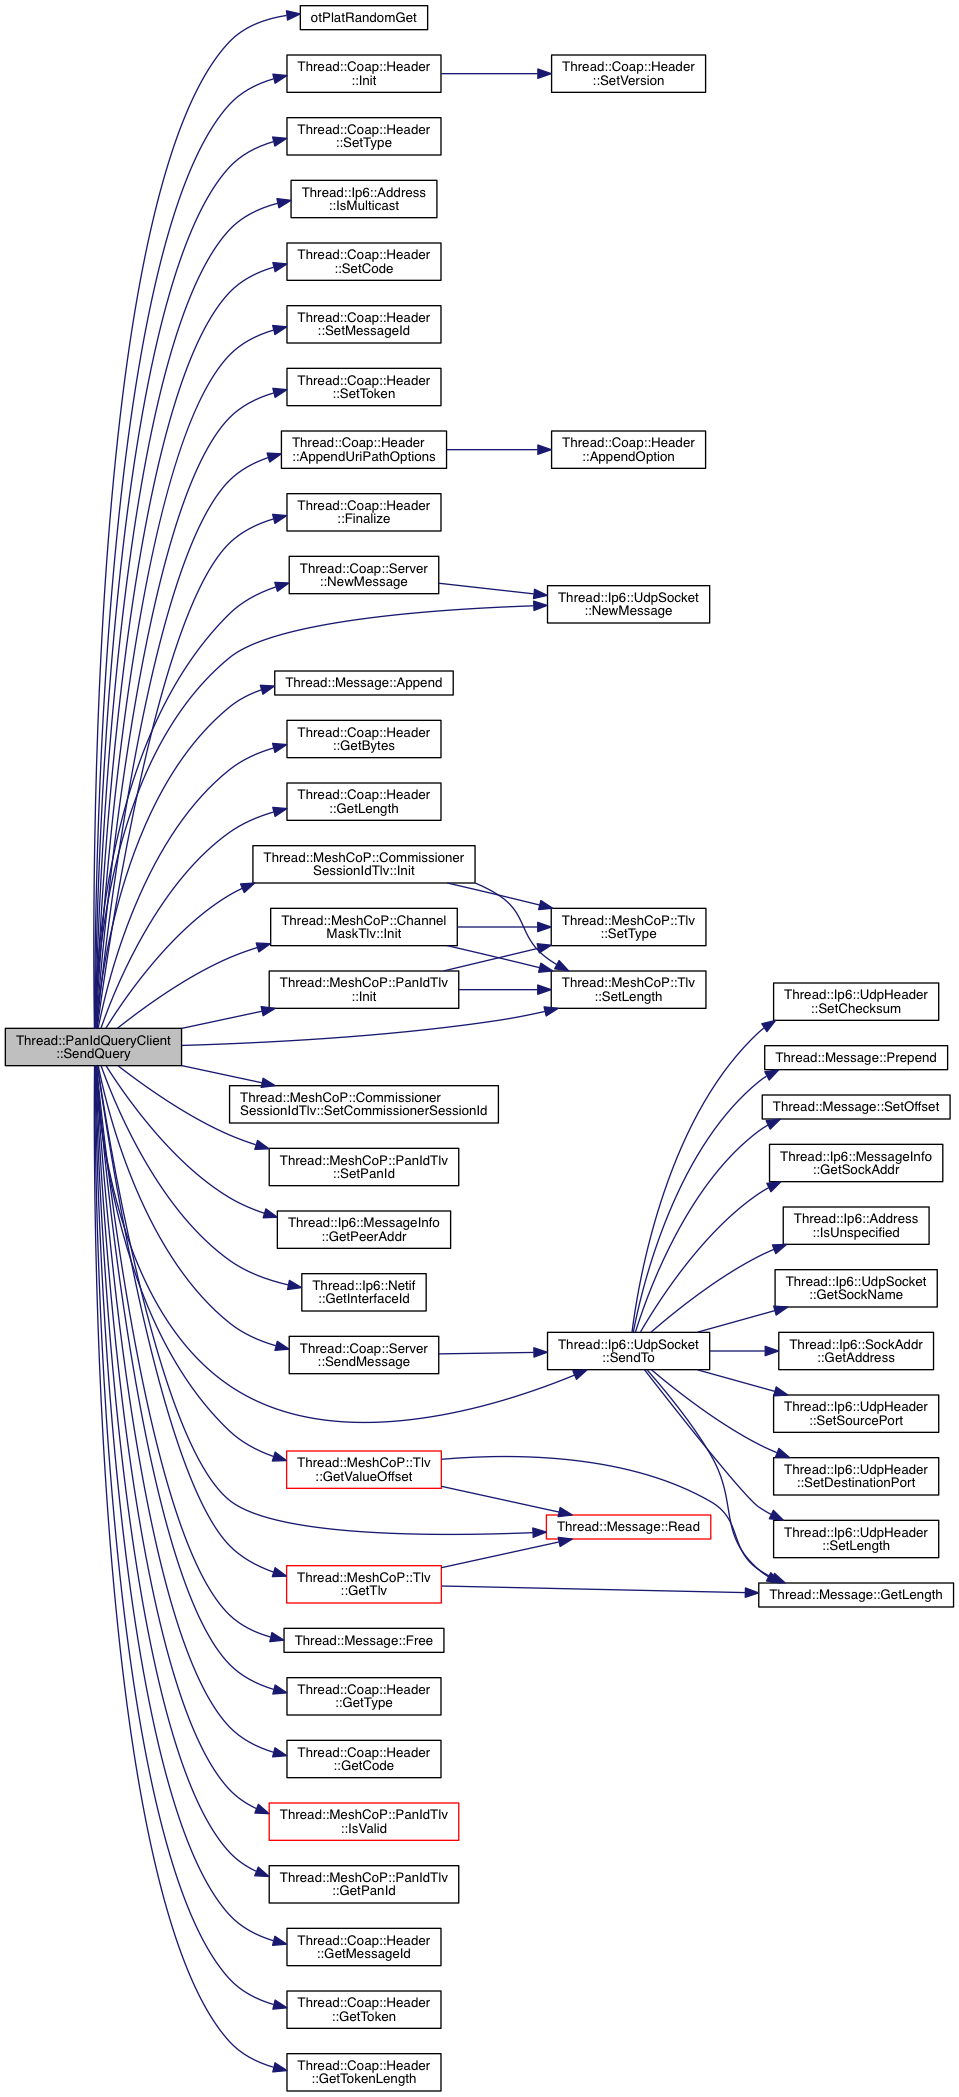 otPlatRandomGet
Thread::Coap::Header
::Init
Thread::Coap::Header
::SetVersion
Thread::Coap::Header
::SetType
Thread::Ip6::Address
::IsMulticast
Thread::Coap::Header
::SetCode
Thread::Coap::Header
::SetMessageId
Thread::Coap::Header
::SetToken
Thread::Coap::Header
::AppendUriPathOptions
Thread::Coap::Header
::AppendOption
Thread::Coap::Header
::Finalize
Thread::Coap::Server
::NewMessage
Thread::Ip6::UdpSocket
::NewMessage
Thread::Message::Append
Thread::Coap::Header
::GetBytes
Thread::Coap::Header
::GetLength
Thread::MeshCoP::Commissioner
SessionIdTlv::Init
Thread::MeshCoP::Channel
MaskTlv::Init
Thread::MeshCoP::Tlv
::SetType
Thread::MeshCoP::PanIdTlv
::Init
Thread::MeshCoP::Tlv
::SetLength
Thread::PanIdQueryClient
::SendQuery
Thread::MeshCoP::Commissioner
SessionIdTlv::SetCommissionerSessionId
Thread::MeshCoP::PanIdTlv
::SetPanId
Thread::Ip6::MessageInfo
::GetPeerAddr
Thread::Ip6::Netif
::GetInterfaceId
Thread::Coap::Server
::SendMessage
Thread::Ip6::UdpSocket
::SendTo
Thread::Ip6::UdpHeader
::SetChecksum
Thread::Message::Prepend
Thread::Message::SetOffset
Thread::Ip6::MessageInfo
::GetSockAddr
Thread::Ip6::Address
::IsUnspecified
Thread::Ip6::UdpSocket
::GetSockName
Thread::Ip6::SockAddr
::GetAddress
Thread::Ip6::UdpHeader
::SetSourcePort
Thread::Ip6::UdpHeader
::SetDestinationPort
Thread::Ip6::UdpHeader
::SetLength
Thread::Message::GetLength
Thread::MeshCoP::Tlv
::GetValueOffset
Thread::Message::Read
Thread::MeshCoP::Tlv
::GetTlv
Thread::Message::Free
Thread::Coap::Header
::GetType
Thread::Coap::Header
::GetCode
Thread::MeshCoP::PanIdTlv
::IsValid
Thread::MeshCoP::PanIdTlv
::GetPanId
Thread::Coap::Header
::GetMessageId
Thread::Coap::Header
::GetToken
Thread::Coap::Header
::GetTokenLength